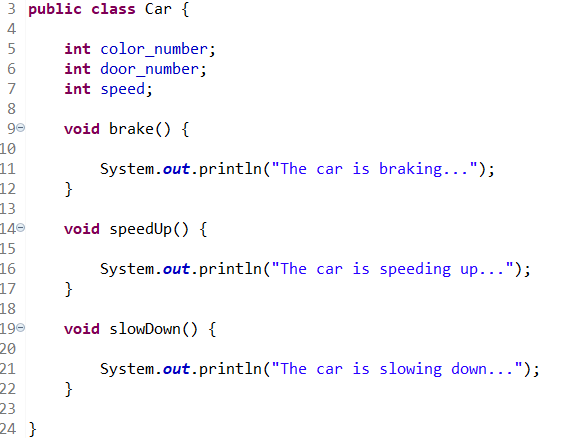 3 public class Car {
4
5     int color_number;
6     int door_number;
7     int speed;
8
9     void brake() {
10
11         System.out.println("The car is braking...");
12     }
13
14     void speedUp() {
15
16         System.out.println("The car is speeding up...");
17     }
18
19     void slowDown() {
20
21         System.out.println("The car is slowing down...");
22     }
23
24 }